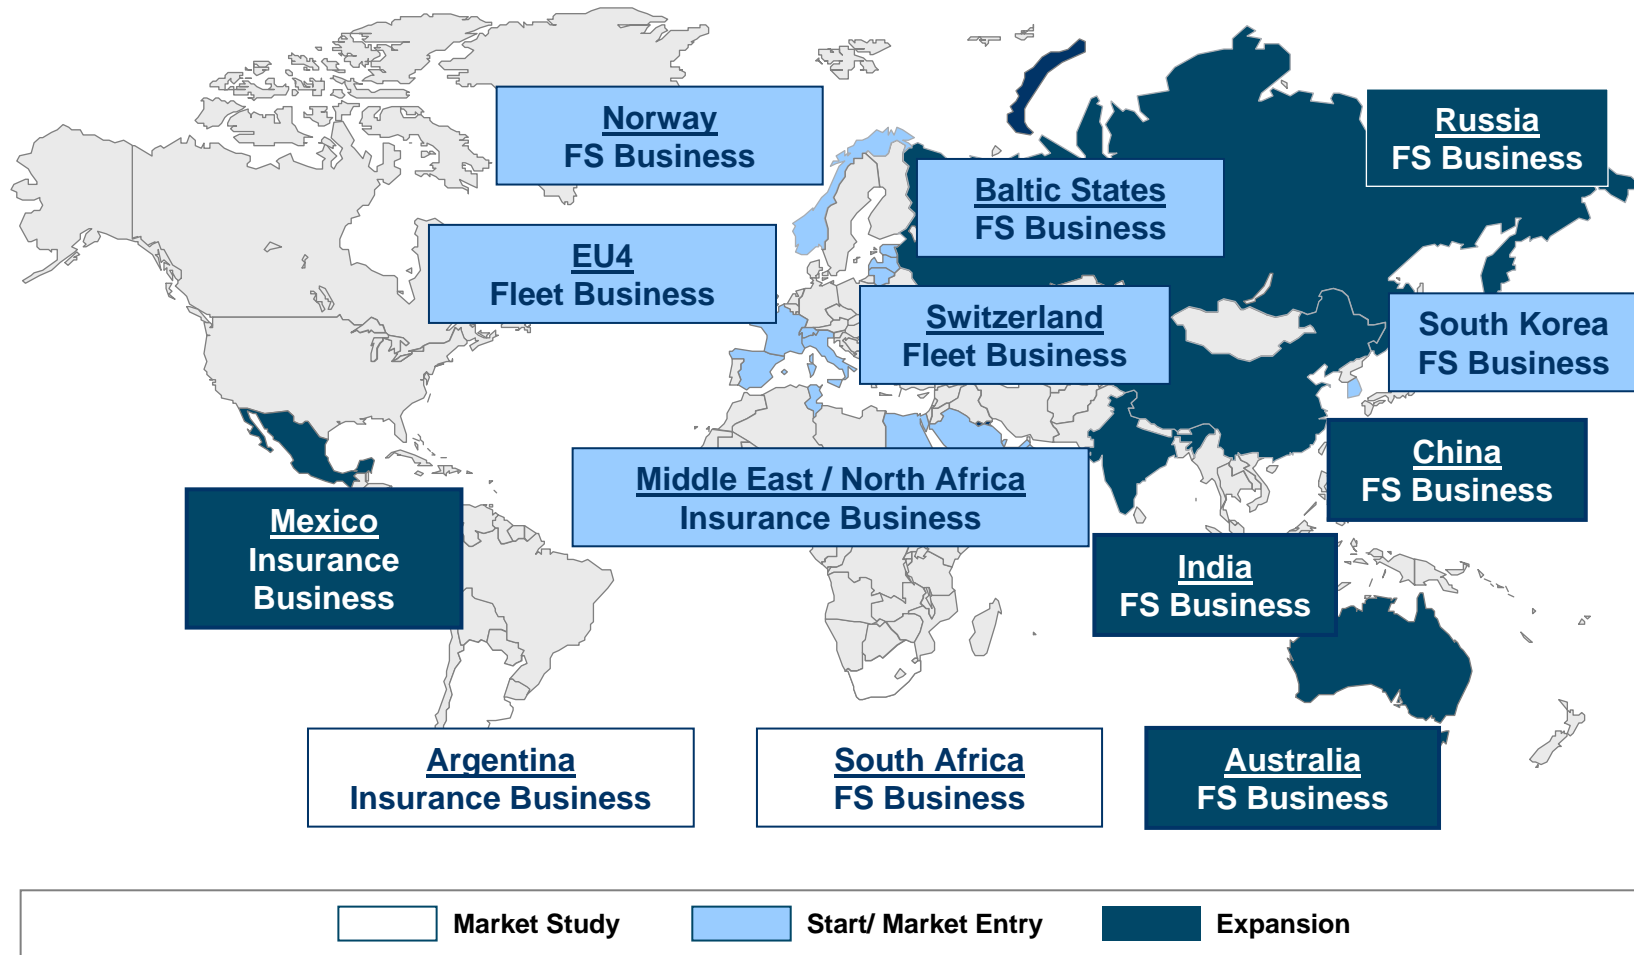 Norway
FS Business
Russia
FS Business
Baltic States
FS Business
EU4
Fleet Business
Switzerland
Fleet Business
South Korea
FS Business
China
FS Business
Middle East / North Africa
Insurance Business
Mexico
Insurance
Business
India
FS Business
Argentina
Insurance Business
South Africa
FS Business
Australia
FS Business
Market Study
Start/ Market Entry
Expansion